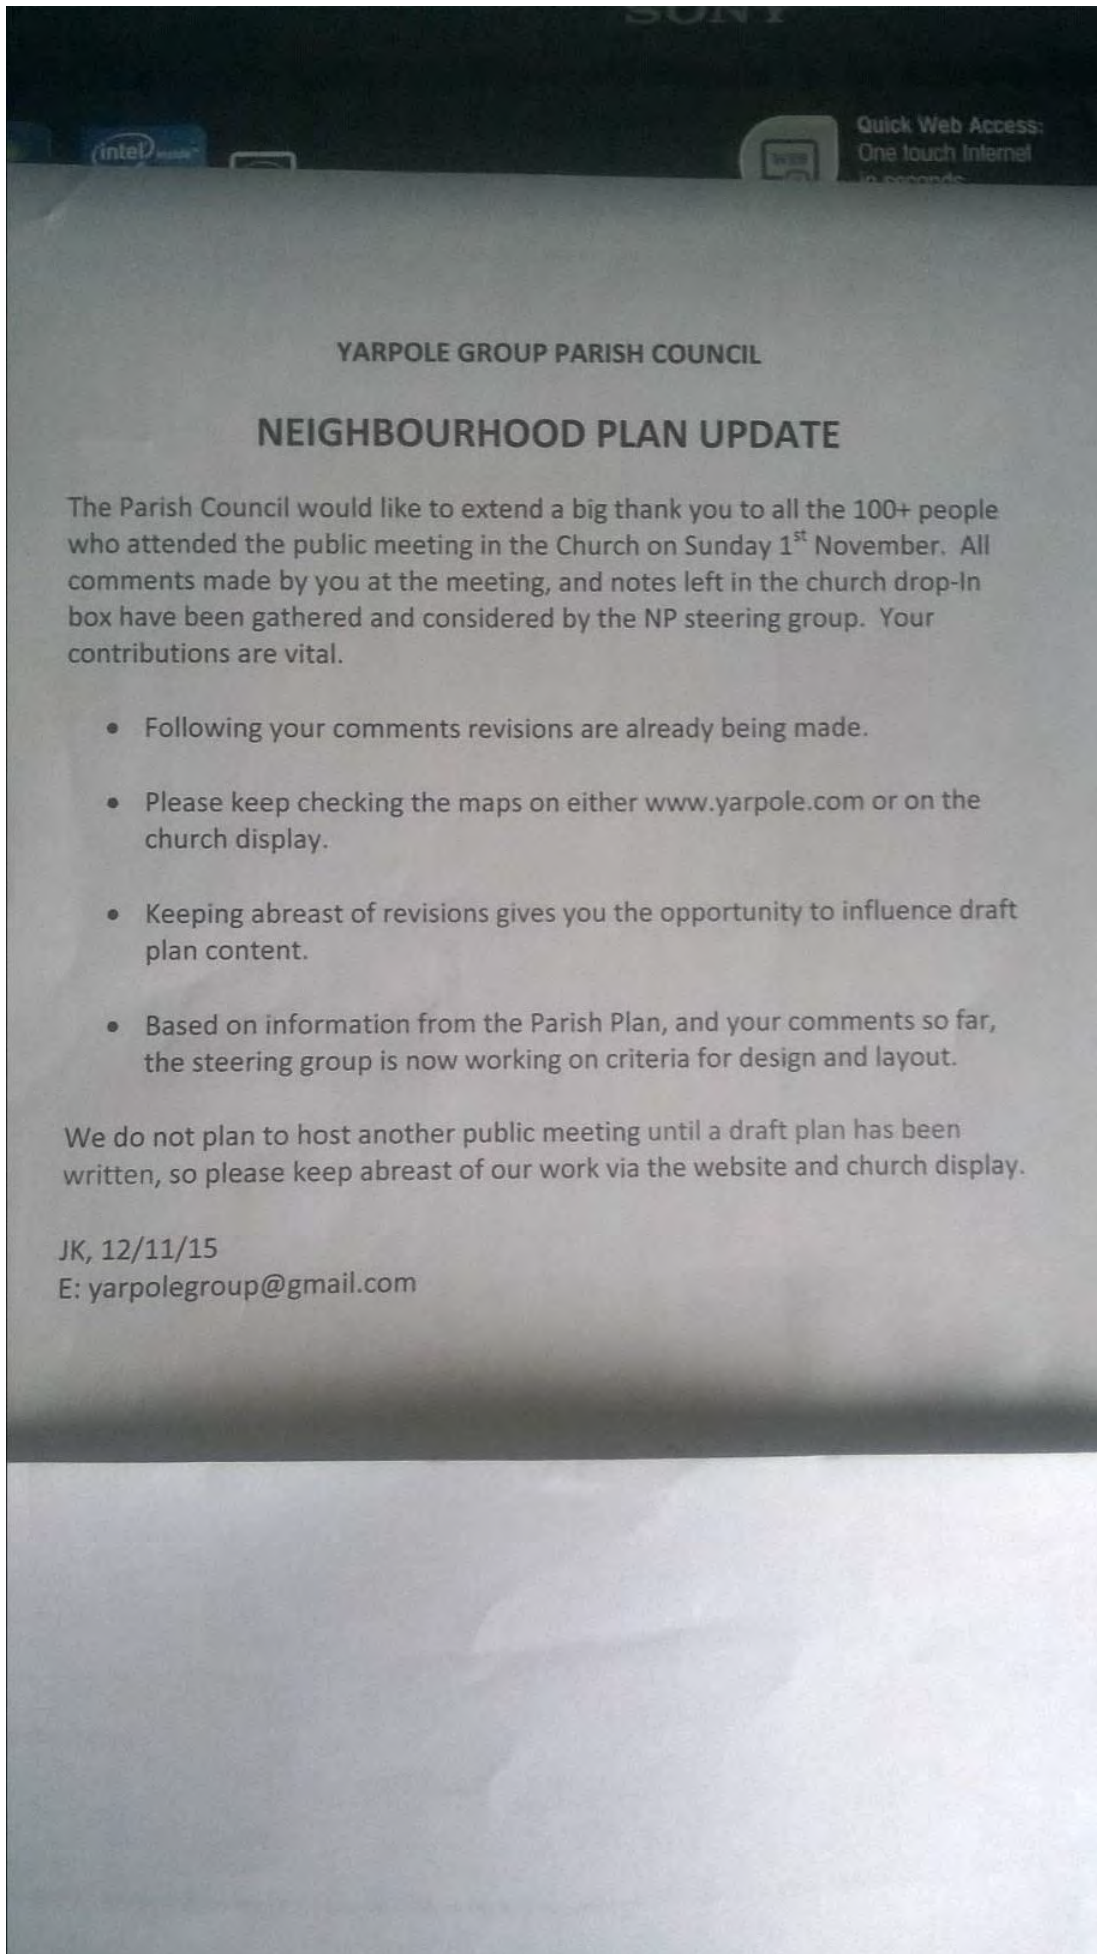 SONY
intel inside™
Quick Web Access:
One touch Internet
in seconds
YARPOLE GROUP PARISH COUNCIL
NEIGHBOURHOOD PLAN UPDATE
The Parish Council would like to extend a big thank you to all the 100+ people
who attended the public meeting in the Church on Sunday 1st November.  All
comments made by you at the meeting, and notes left in the church drop-In
box have been gathered and considered by the NP steering group.  Your
contributions are vital.
• Following your comments revisions are already being made.
• Please keep checking the maps on either www.yarpole.com or on the
church display.
• Keeping abreast of revisions gives you the opportunity to influence draft
plan content.
• Based on information from the Parish Plan, and your comments so far,
the steering group is now working on criteria for design and layout.
We do not plan to host another public meeting until a draft plan has been
written, so please keep abreast of our work via the website and church display.
JK, 12/11/15
E: yarpolegroup@gmail.com